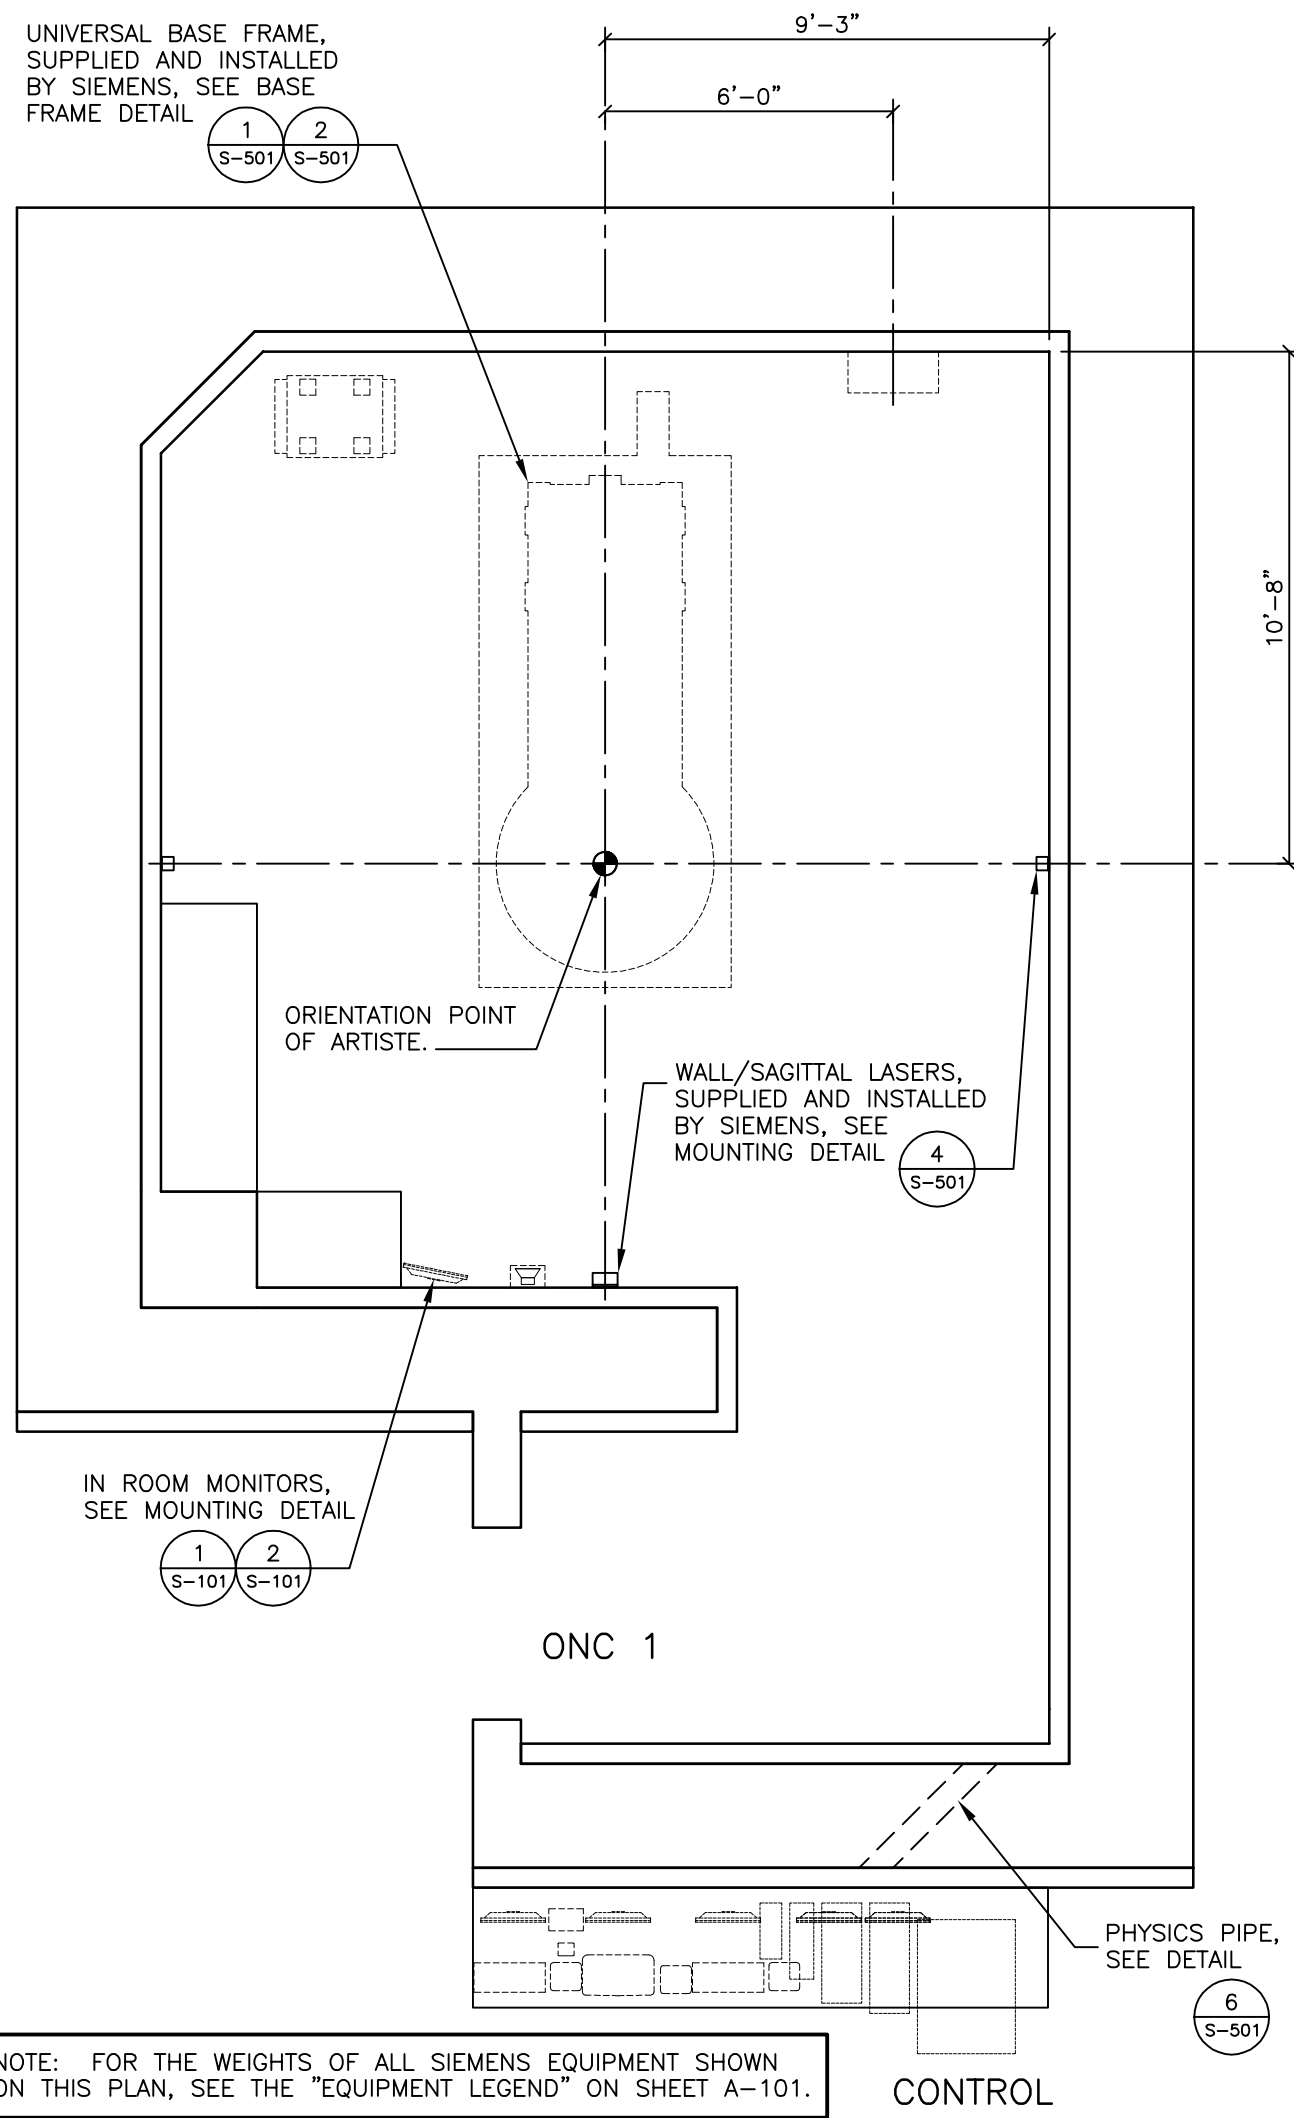 UNIVERSAL BASE FRAME,
SUPPLIED AND INSTALLED
BY SIEMENS, SEE BASE
FRAME DETAIL
1
S-501
2
S-501
9'-3"
6'-0"
10'-8"
ORIENTATION POINT
OF ARTISTE.
WALL/SAGITTAL LASERS,
SUPPLIED AND INSTALLED
BY SIEMENS, SEE
MOUNTING DETAIL
4
S-501
IN ROOM MONITORS,
SEE MOUNTING DETAIL
1
S-101
2
S-101
ONC 1
PHYSICS PIPE,
SEE DETAIL
6
S-501
NOTE: FOR THE WEIGHTS OF ALL SIEMENS EQUIPMENT SHOWN
ON THIS PLAN, SEE THE "EQUIPMENT LEGEND" ON SHEET A-101.
CONTROL